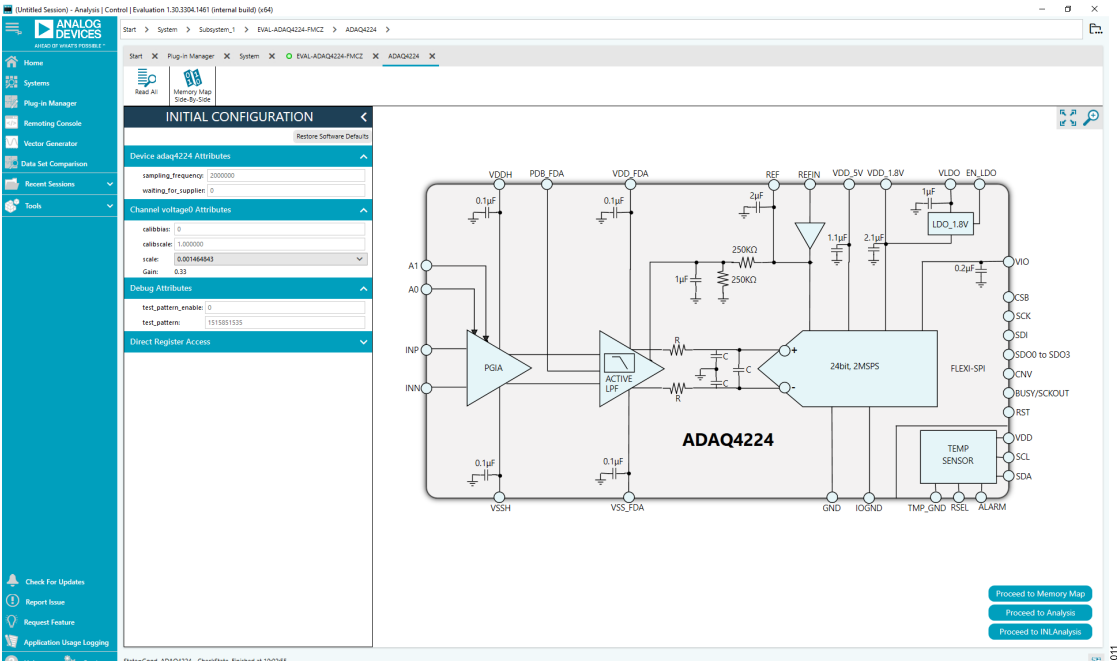 (Untitled Session) - Analysis | Control | Evaluation 1.30.3304.1461 (internal build) (x64)
ANALOG
DEVICES
AHEAD OF WHAT'S POSSIBLE™
Start > System > Subsystem_1 > EVAL-ADAQ4224-FMCZ > ADAQ4224 >
Start Plug-in Manager System EVAL-ADAQ4224-FMCZ ADAQ4224
Home
Systems
Plug-in Manager
Remoting Console
Vector Generator
Data Set Comparison
Recent Sessions
Tools
Check For Updates
Report Issue
Request Feature
Application Usage Logging
Read All
Memory Map
Side-By-Side
INITIAL CONFIGURATION
Restore Software Defaults
Device adaq4224 Attributes
sampling_frequency: 2000000
waiting_for_supplier: 0
Channel voltage0 Attributes
calibbias: 0
calibscale: 1.000000
scale: 0.001464843
Gain: 0.33
Debug Attributes
test_pattern_enable: 0
test_pattern: 1515851535
Direct Register Access
VDDH PDB_FDA VDD_FDA REF REFIN VDD_5V VDD_1.8V VLDO EN_LDO
0.1μF 0.1μF 2μF 1μF
LDO_1.8V
1.1μF 2.1μF
250KΩ
1μF 250KΩ
0.2μF
A1
A0
INP
INN
PGIA
ACTIVE
LPF
R
C
C
C
R
+
-
24bit, 2MSPS
FLEXI-SPI
VIO
CSB
SCK
SDI
SDO0 to SDO3
CNV
BUSY/SCKOUT
RST
VDD
SCL
SDA
ADAQ4224
TEMP
SENSOR
0.1μF 0.1μF
VSSH VSS_FDA GND IOGND TMP_GND RSEL ALARM
Proceed to Memory Map
Proceed to Analysis
Proceed to INLAnalysis
011